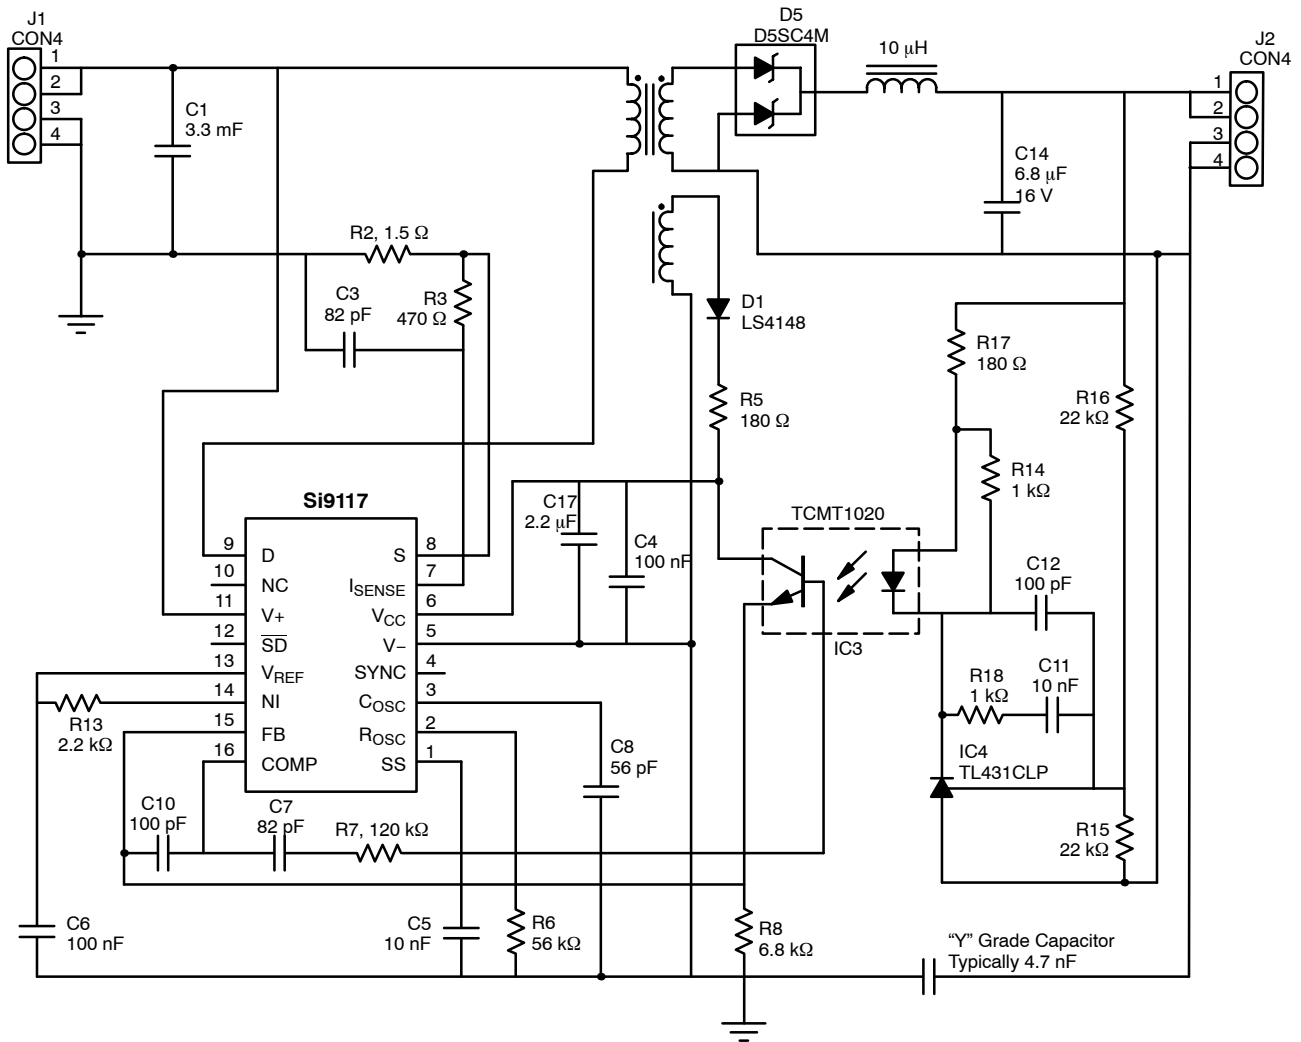 J1
CON4
1
2
3
4
C1
3.3 mF
D5
D5SC4M
10 μH
J2
CON4
1
2
3
4
C14
6.8 μF
16 V
R2, 1.5 Ω
C3
82 pF
R3
470 Ω
D1
LS4148
R5
180 Ω
R17
180 Ω
R16
22 kΩ
R14
1 kΩ
Si9117
9 D
10 NC
11 V+
12 SD
13 VREF
14 NI
15 FB
16 COMP
S 8
ISENSE 7
VCC 6
V− 5
SYNC 4
COSC 3
ROSC 2
SS 1
C17
2.2 μF
C4
100 nF
TCMT1020
IC3
C12
100 pF
R18
1 kΩ
C11
10 nF
IC4
TL431CLP
R13
2.2 kΩ
C8
56 pF
C10
100 pF
C7
82 pF
R7, 120 kΩ
R15
22 kΩ
C6
100 nF
C5
10 nF
R6
56 kΩ
R8
6.8 kΩ
“Y” Grade Capacitor
Typically 4.7 nF